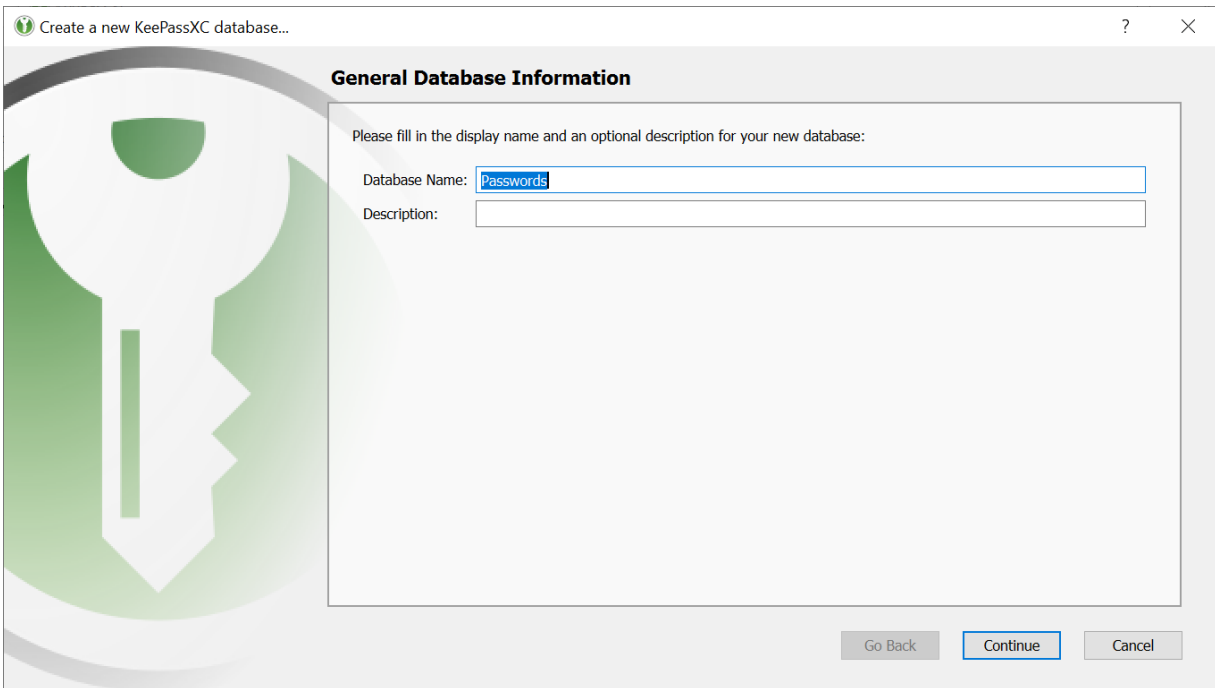 Create a new KeePassXC database...
?
General Database Information
Please fill in the display name and an optional description for your new database:
Database Name: Passwords
Description:
Go Back Continue Cancel